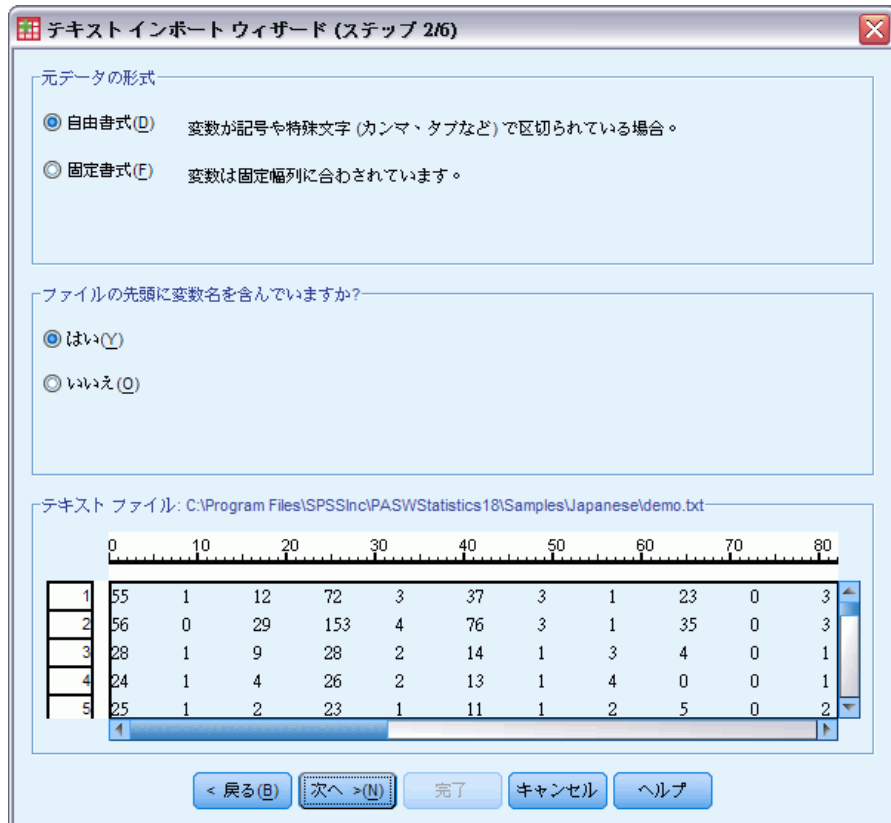 テキスト インポート ウィザード (ステップ 2/6)
元データの形式
自由書式(D) 変数が記号や特殊文字 (カンマ、タブなど) で区切られている場合。
固定書式(F) 変数は固定幅列に合わされています。
ファイルの先頭に変数名を含んでいますか?
はい(Y)
いいえ(O)
テキスト ファイル: C:\Program Files\SPSSInc\PASWStatistics18\Samples\Japanese\demo.txt
0 10 20 30 40 50 60 70 80
1 55 1 12 72 3 37 3 1 23 0 3
2 56 0 29 153 4 76 3 1 35 0 3
3 28 1 9 28 2 14 1 3 4 0 1
4 24 1 4 26 2 13 1 4 0 0 1
5 25 1 2 23 1 11 1 2 5 0 2
< 戻る(B) 次へ >(N) 完了 キャンセル ヘルプ